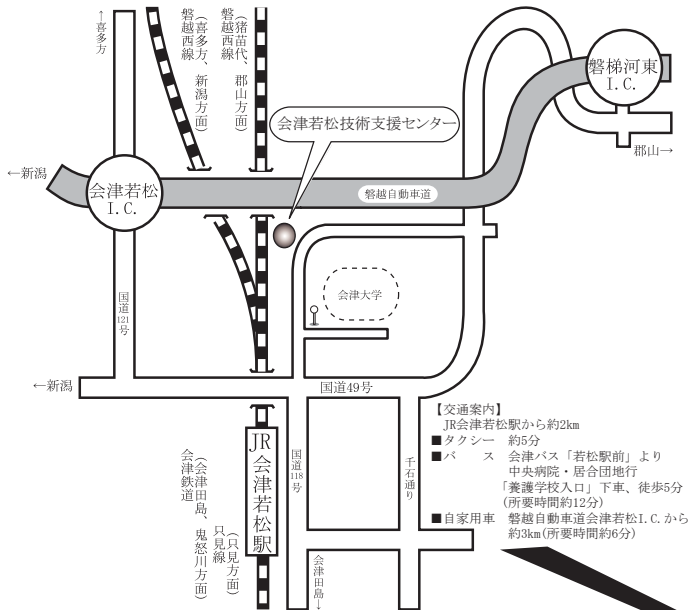 ←喜多方
磐越西線
(喜多方、新潟方面)
磐越西線
(猪苗代、郡山方面)
磐梯河東
I.C.
会津若松技術支援センター
郡山→
←新潟
会津若松
I.C.
磐越自動車道
会津大学
国道121号
←新潟
国道49号
【交通案内】
JR会津若松駅から約2km
■タクシー 約5分
■バ ス 会津バス「若松駅前」より
中央病院・居合団地行
「養護学校入口」下車、徒歩5分
(所要時間約12分)
■自家用車 磐越自動車道会津若松I.C.から
約3km(所要時間約6分)
JR会津若松駅
国道118号
千石通り
会津鉄道
(会津田島、鬼怒川方面)
只見線
(只見方面)
会津田島→